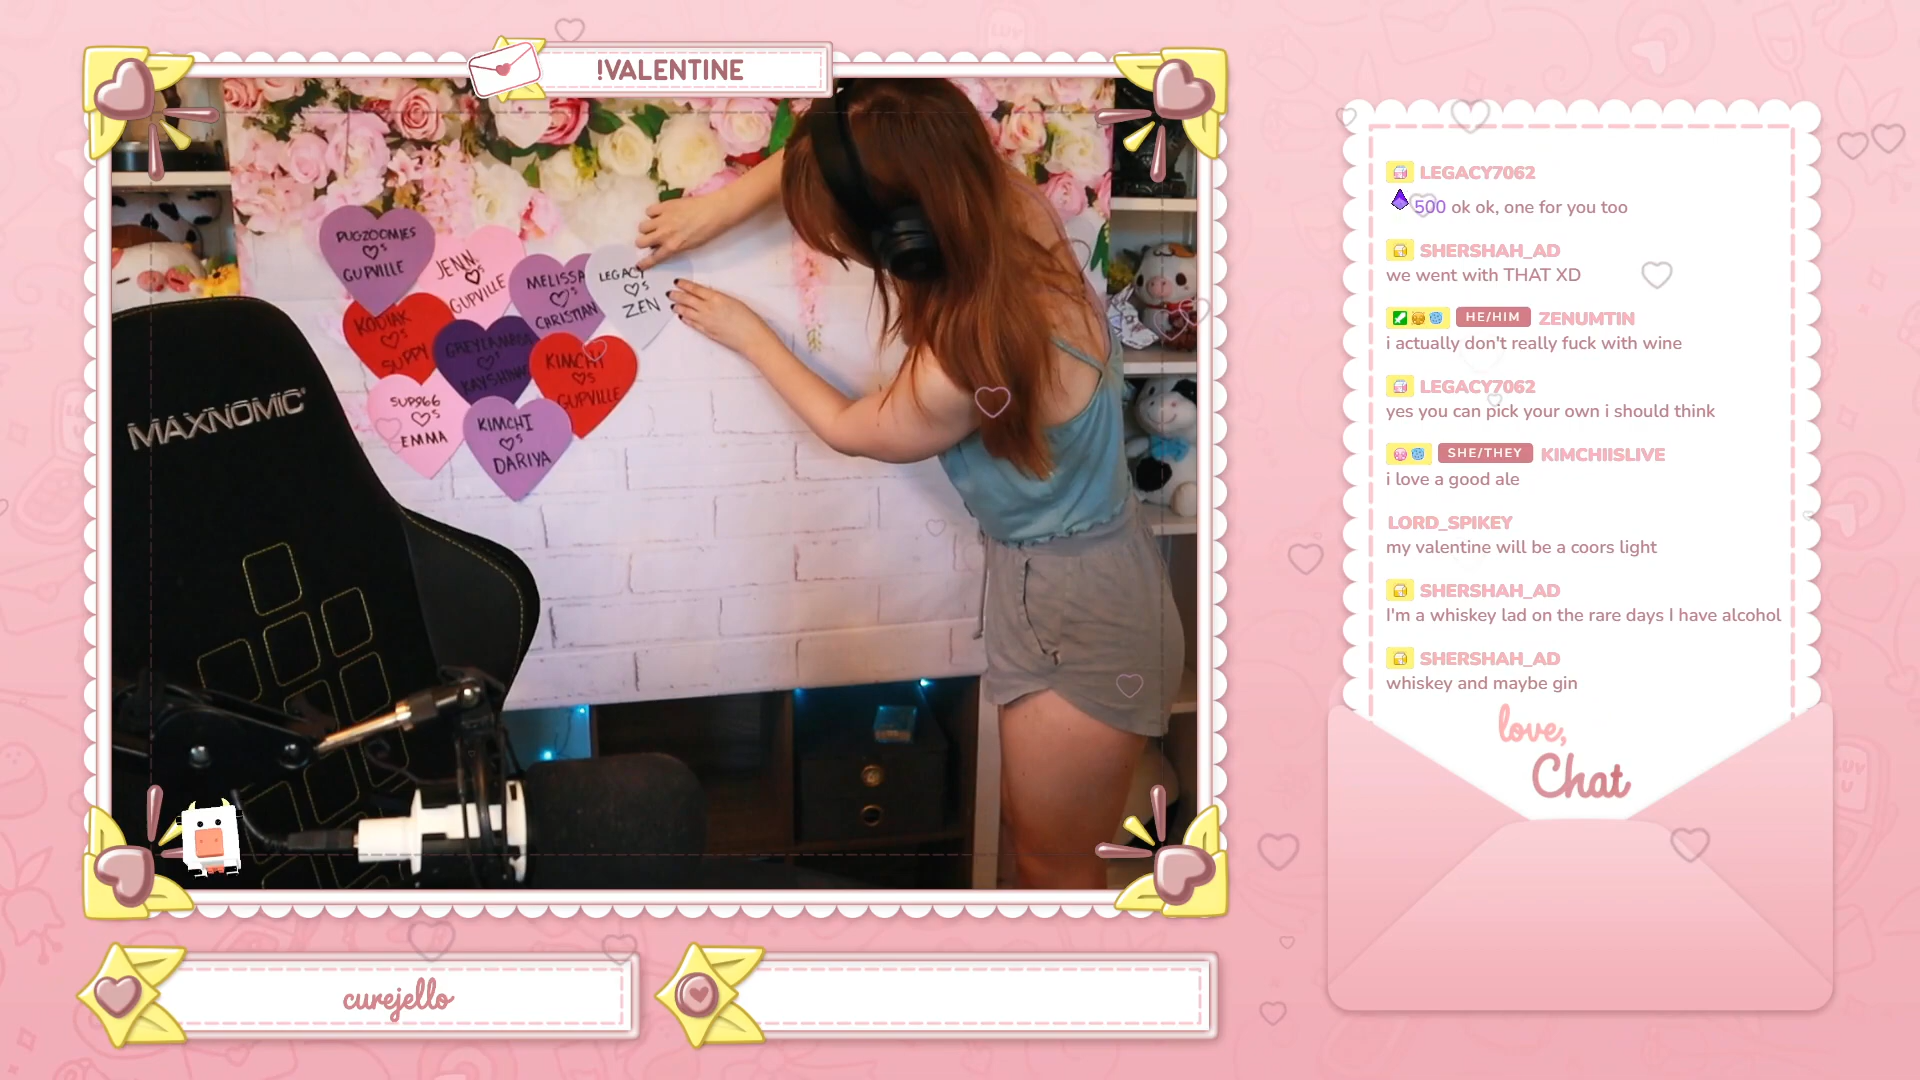 !VALENTINE
PUGZOOMIES
♡'s
GUPVILLE
JENN
♡'s
GUPVILLE
MELISSA
♡'s
CHRISTIAN
LEGACY
♡'s
ZEN
KODIAK
♡'s
SUPPY
GREYLANBDA
♡'s
KAYSHINA
KIMCHI
♡'s
GUPVILLE
SUP966
♡'s
EMMA
KIMCHI
♡'s
DARIYA
MAXNOMIC
LEGACY7062
500 ok ok, one for you too
SHERSHAH_AD
we went with THAT XD
HE/HIM ZENUMTIN
i actually don't really fuck with wine
LEGACY7062
yes you can pick your own i should think
SHE/THEY KIMCHIISLIVE
i love a good ale
LORD_SPIKEY
my valentine will be a coors light
SHERSHAH_AD
I'm a whiskey lad on the rare days I have alcohol
SHERSHAH_AD
whiskey and maybe gin
love,
Chat
curejello